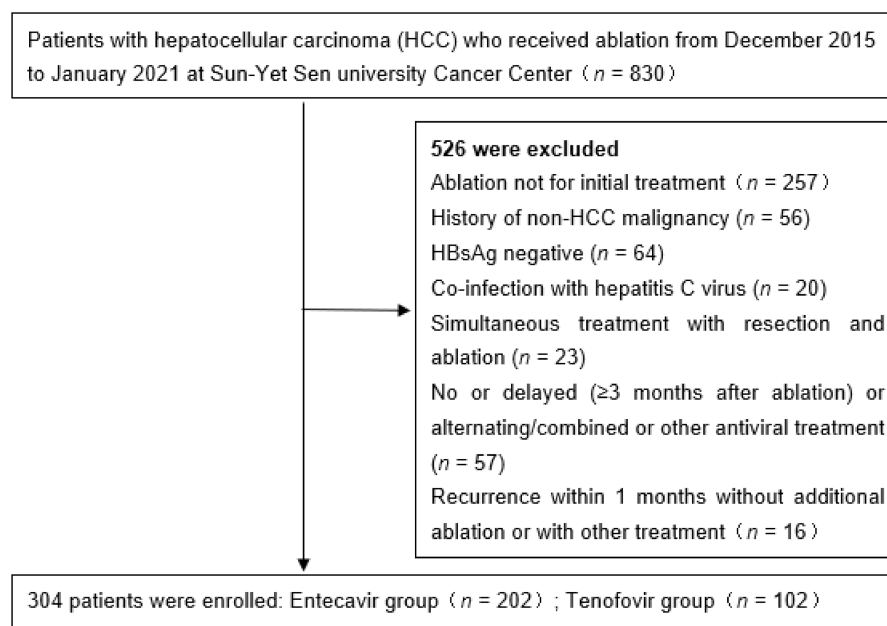 Patients with hepatocellular carcinoma (HCC) who received ablation from December 2015
to January 2021 at Sun-Yet Sen university Cancer Center（n = 830）
526 were excluded
Ablation not for initial treatment（n = 257）
History of non-HCC malignancy (n = 56)
HBsAg negative (n = 64)
Co-infection with hepatitis C virus (n = 20)
Simultaneous treatment with resection and
ablation (n = 23)
No or delayed (≥3 months after ablation) or
alternating/combined or other antiviral treatment
(n = 57)
Recurrence within 1 months without additional
ablation or with other treatment（n = 16）
304 patients were enrolled: Entecavir group（n = 202）; Tenofovir group（n = 102）